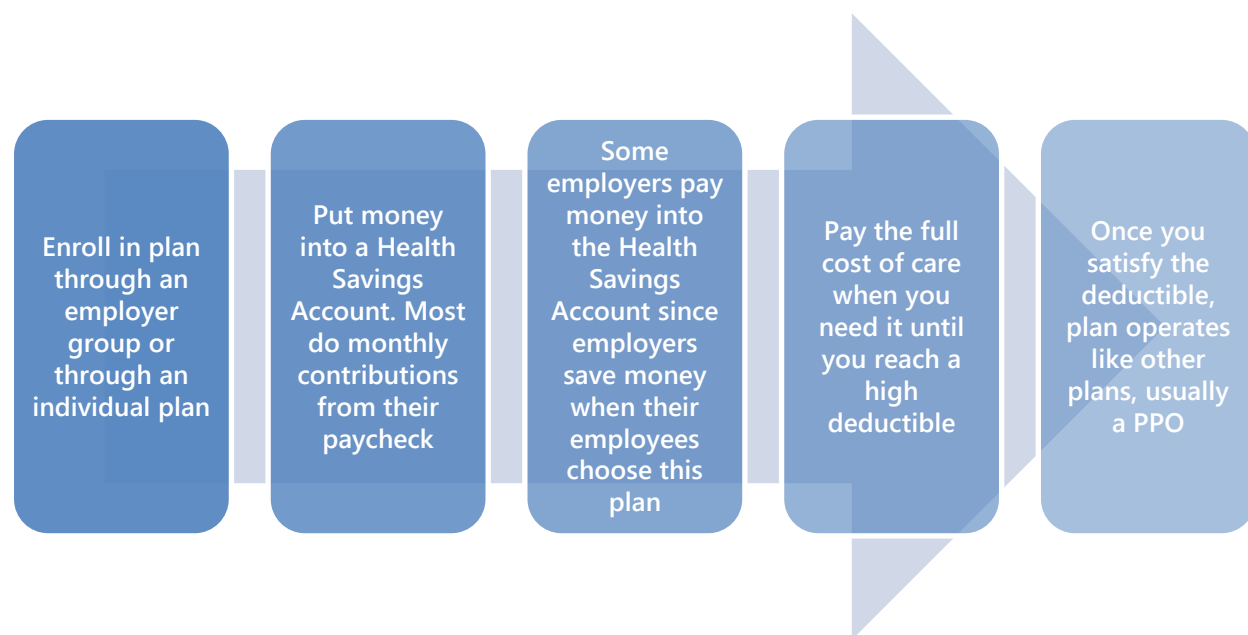 Enroll in plan
through an
employer
group or
through an
individual plan
Put money
into a Health
Savings
Account. Most
do monthly
contributions
from their
paycheck
Some
employers pay
money into
the Health
Savings
Account since
employers
save money
when their
employees
choose this
plan
Pay the full
cost of care
when you
need it until
you reach a
high
deductible
Once you
satisfy the
deductible,
plan operates
like other
plans, usually
a PPO